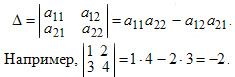 Δ = | a₁₁ a₁₂ | = a₁₁a₂₂ − a₁₂a₂₁.
| a₂₁ a₂₂ |
Например, | 1 2 | = 1·4 − 2·3 = −2.
| 3 4 |